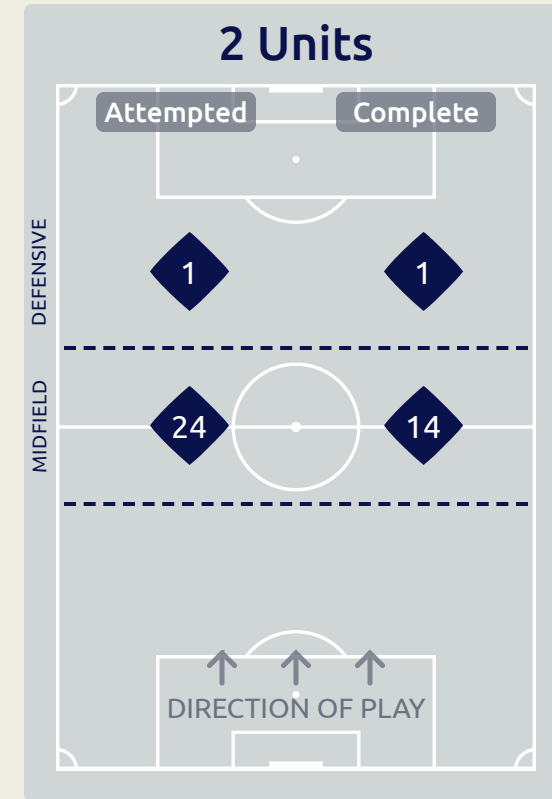 2 Units
Attempted Complete
DEFENSIVE
1 1
MIDFIELD
24 14
DIRECTION OF PLAY